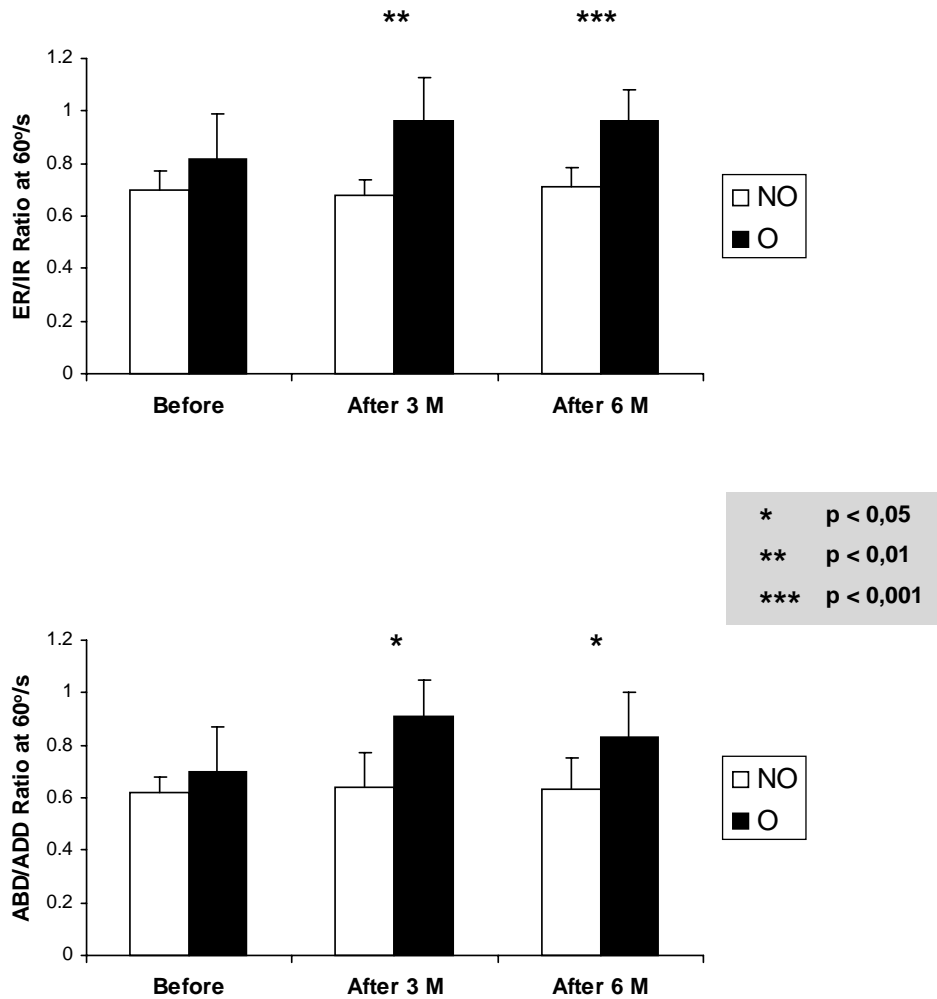 ** ***
ER/IR Ratio at 60º/s
1.2
1
0.8
0.6
0.4
0.2
0
Before After 3 M After 6 M
NO
O
* p < 0,05
** p < 0,01
*** p < 0,001
* *
ABD/ADD Ratio at 60º/s
1.2
1
0.8
0.6
0.4
0.2
0
Before After 3 M After 6 M
NO
O